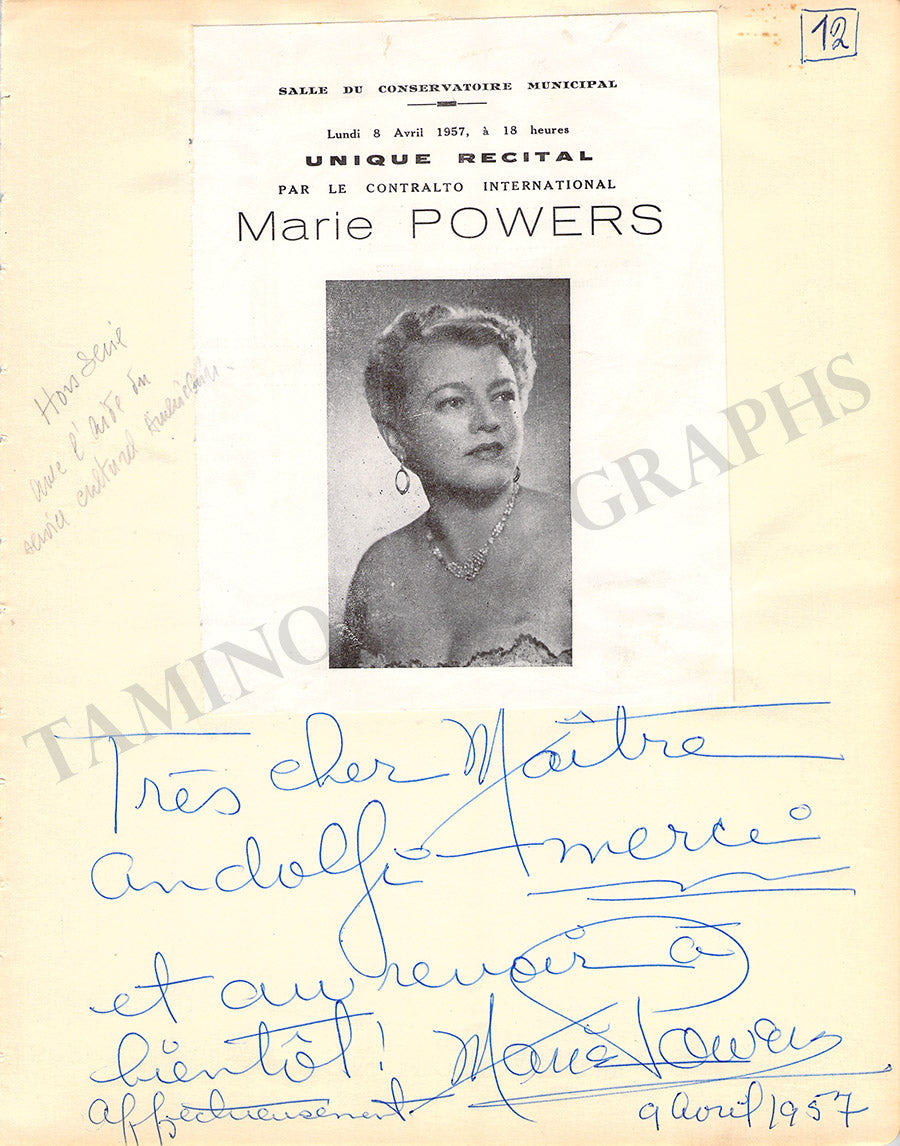 12
SALLE DU CONSERVATOIRE MUNICIPAL
Lundi 8 Avril 1957, à 18 heures
UNIQUE RECITAL
PAR LE CONTRALTO INTERNATIONAL
Marie POWERS
Hors Série
avec l'aide du
service culturel Américain.
TAMINO GRAPHS
Très cher Maître
Andolfi merci
et au revoir à
bientôt! Marie Powers
Affectueusement
9 Avril 1957